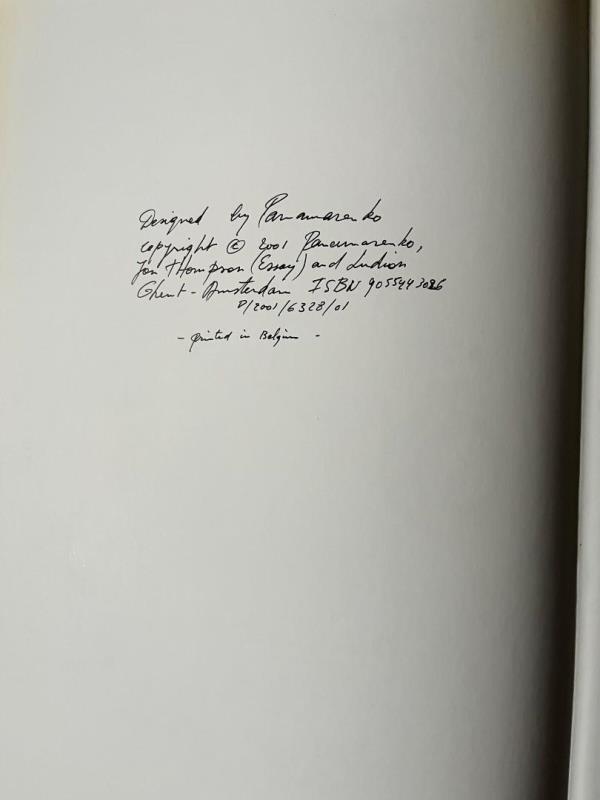 Designed by Panamarenko
copyright © 2001 Panamarenko,
Jon Thompson (Essay) and Ludion
Ghent - Amsterdam ISBN 9055443086
D/2001/6328/01
- printed in Belgium -